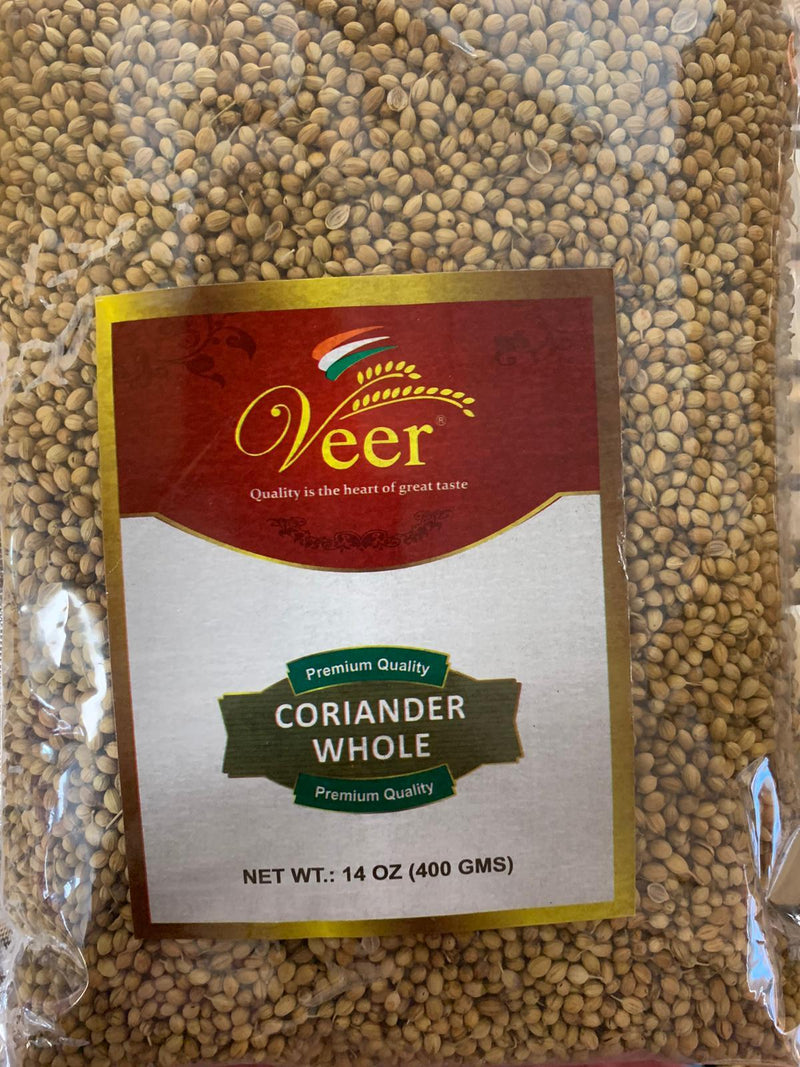 Veer®
Quality is the heart of great taste
Premium Quality
CORIANDER
WHOLE
Premium Quality
NET WT.: 14 OZ (400 GMS)